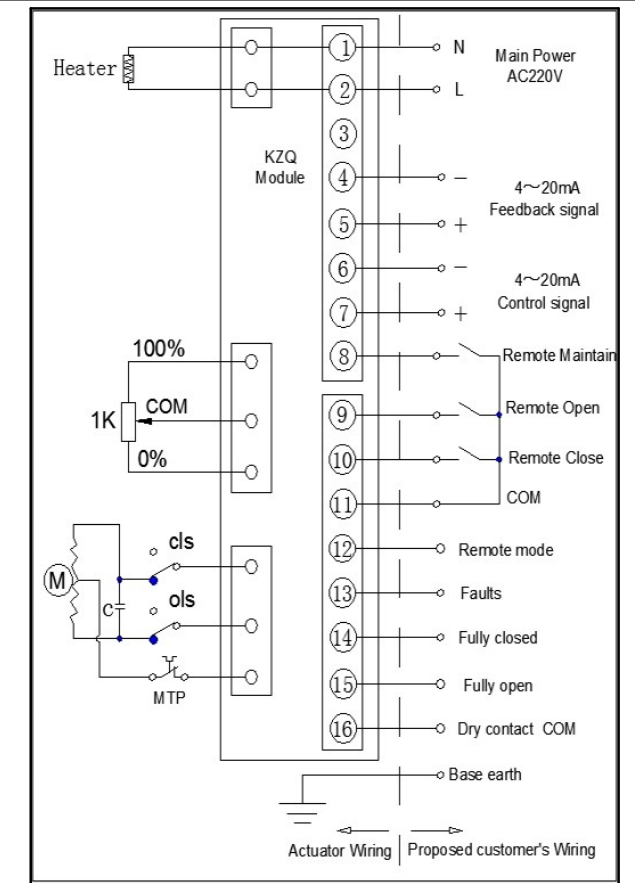 Heater
1
N
Main Power
AC220V
2
L
3
KZQ
Module
4
−
4～20mA
Feedback signal
5
+
6
−
4～20mA
Control signal
7
+
100%
8
Remote Maintain
1K
COM
9
Remote Open
0%
10
Remote Close
11
COM
cls
12
Remote mode
M
C
ols
13
Faults
14
Fully closed
MTP
15
Fully open
16
Dry contact COM
Base earth
Actuator Wiring
Proposed customer's Wiring